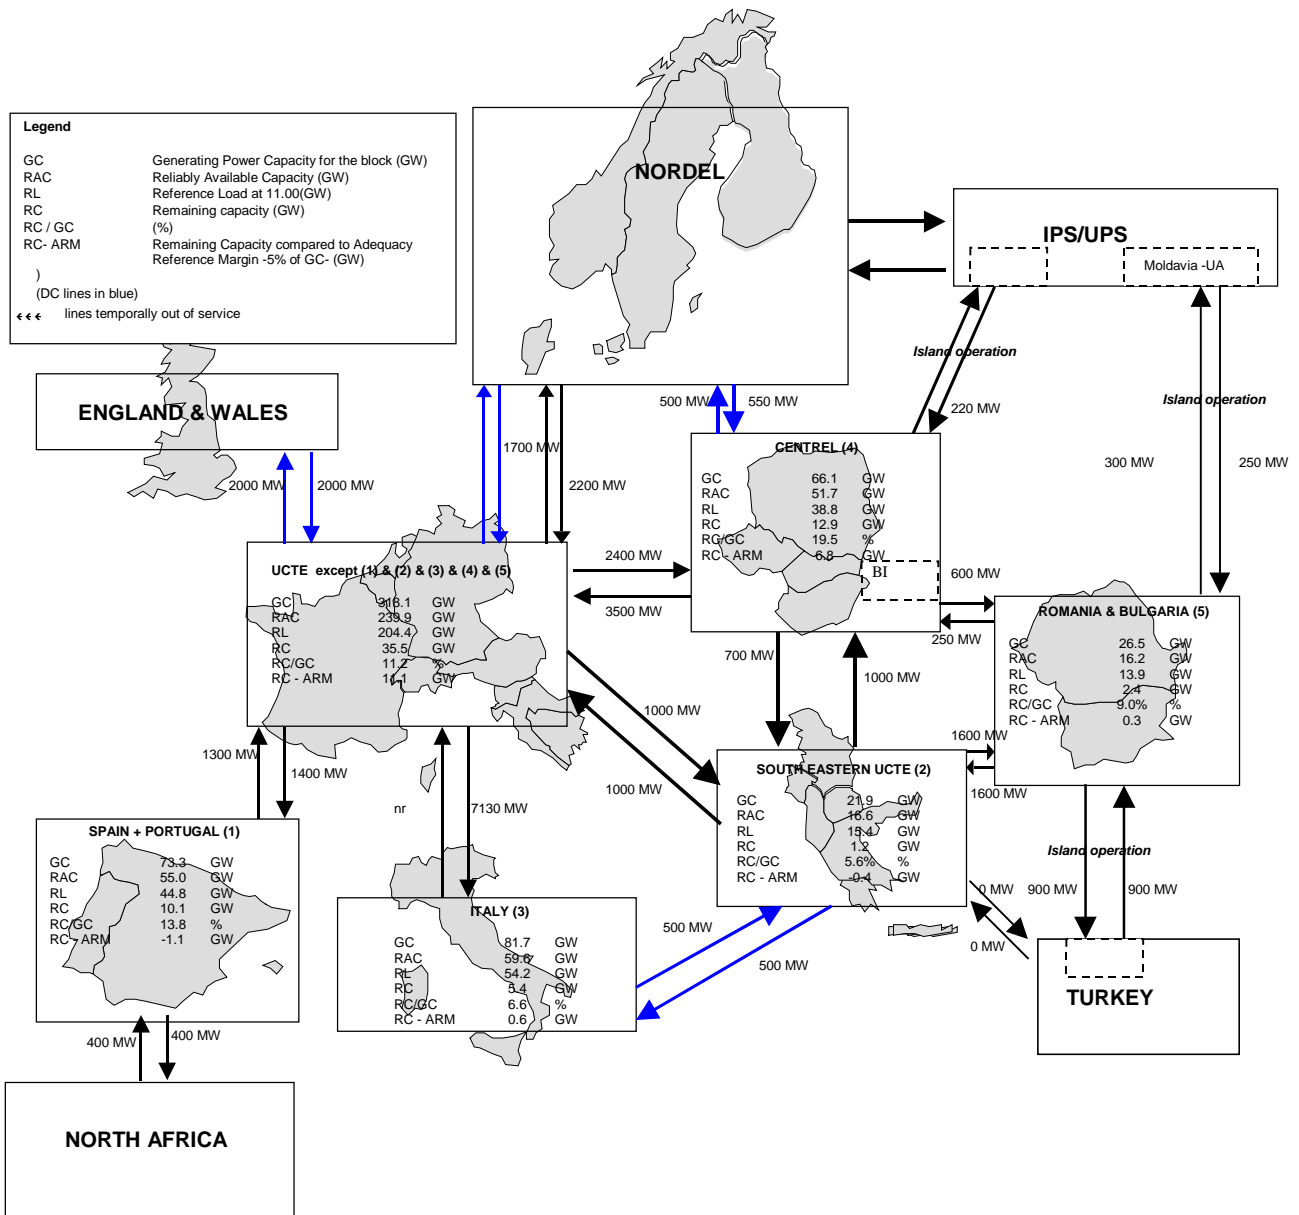 Legend
GC Generating Power Capacity for the block (GW)
RAC Reliably Available Capacity (GW)
RL Reference Load at 11.00(GW)
RC Remaining capacity (GW)
RC / GC (%)
RC- ARM Remaining Capacity compared to Adequacy
Reference Margin -5% of GC- (GW)
)
(DC lines in blue)
lines temporally out of service
NORDEL
IPS/UPS
Moldavia -UA
ENGLAND & WALES
Island operation
220 MW
Island operation
300 MW
250 MW
500 MW
550 MW
1700 MW
2200 MW
2000 MW
2000 MW
CENTREL (4)
GC 66.1 GW
RAC 51.7 GW
RL 38.8 GW
RC 12.9 GW
RC/GC 19.5 %
RC - ARM 6.8 GW
BI
2400 MW
3500 MW
600 MW
250 MW
UCTE except (1) & (2) & (3) & (4) & (5)
GC 318.1 GW
RAC 239.9 GW
RL 204.4 GW
RC 35.5 GW
RC/GC 11.2 %
RC - ARM 11.1 GW
ROMANIA & BULGARIA (5)
GC 26.5 GW
RAC 16.2 GW
RL 13.9 GW
RC 2.4 GW
RC/GC 9.0% %
RC - ARM 0.3 GW
700 MW
1000 MW
1000 MW
1000 MW
1600 MW
1600 MW
1300 MW
1400 MW
nr
7130 MW
SOUTH EASTERN UCTE (2)
GC 21.9 GW
RAC 16.6 GW
RL 15.4 GW
RC 1.2 GW
RC/GC 5.6% %
RC - ARM -0.4 GW
SPAIN + PORTUGAL (1)
GC 73.3 GW
RAC 55.0 GW
RL 44.8 GW
RC 10.1 GW
RC/GC 13.8 %
RC - ARM -1.1 GW
Island operation
900 MW
900 MW
0 MW
0 MW
ITALY (3)
GC 81.7 GW
RAC 59.6 GW
RL 54.2 GW
RC 5.4 GW
RC/GC 6.6 %
RC - ARM 0.6 GW
500 MW
500 MW
TURKEY
400 MW
400 MW
NORTH AFRICA